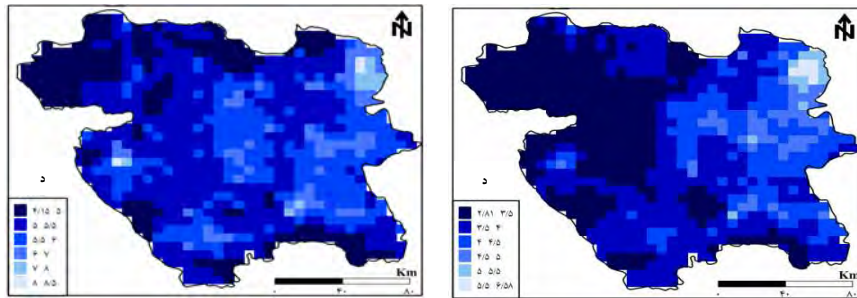 N
د
۴/۱۵ ۵
۵ ۵/۵
۵/۵ ۶
۶ ۷
۷ ۸
۸ ۸/۵
Km
۰ ۴۰ ۸۰
N
د
۲/۸۱ ۳/۵
۳/۵ ۴
۴ ۴/۵
۴/۵ ۵
۵ ۵/۵
۵/۵ ۶/۵۸
Km
۰ ۴۰ ۸۰